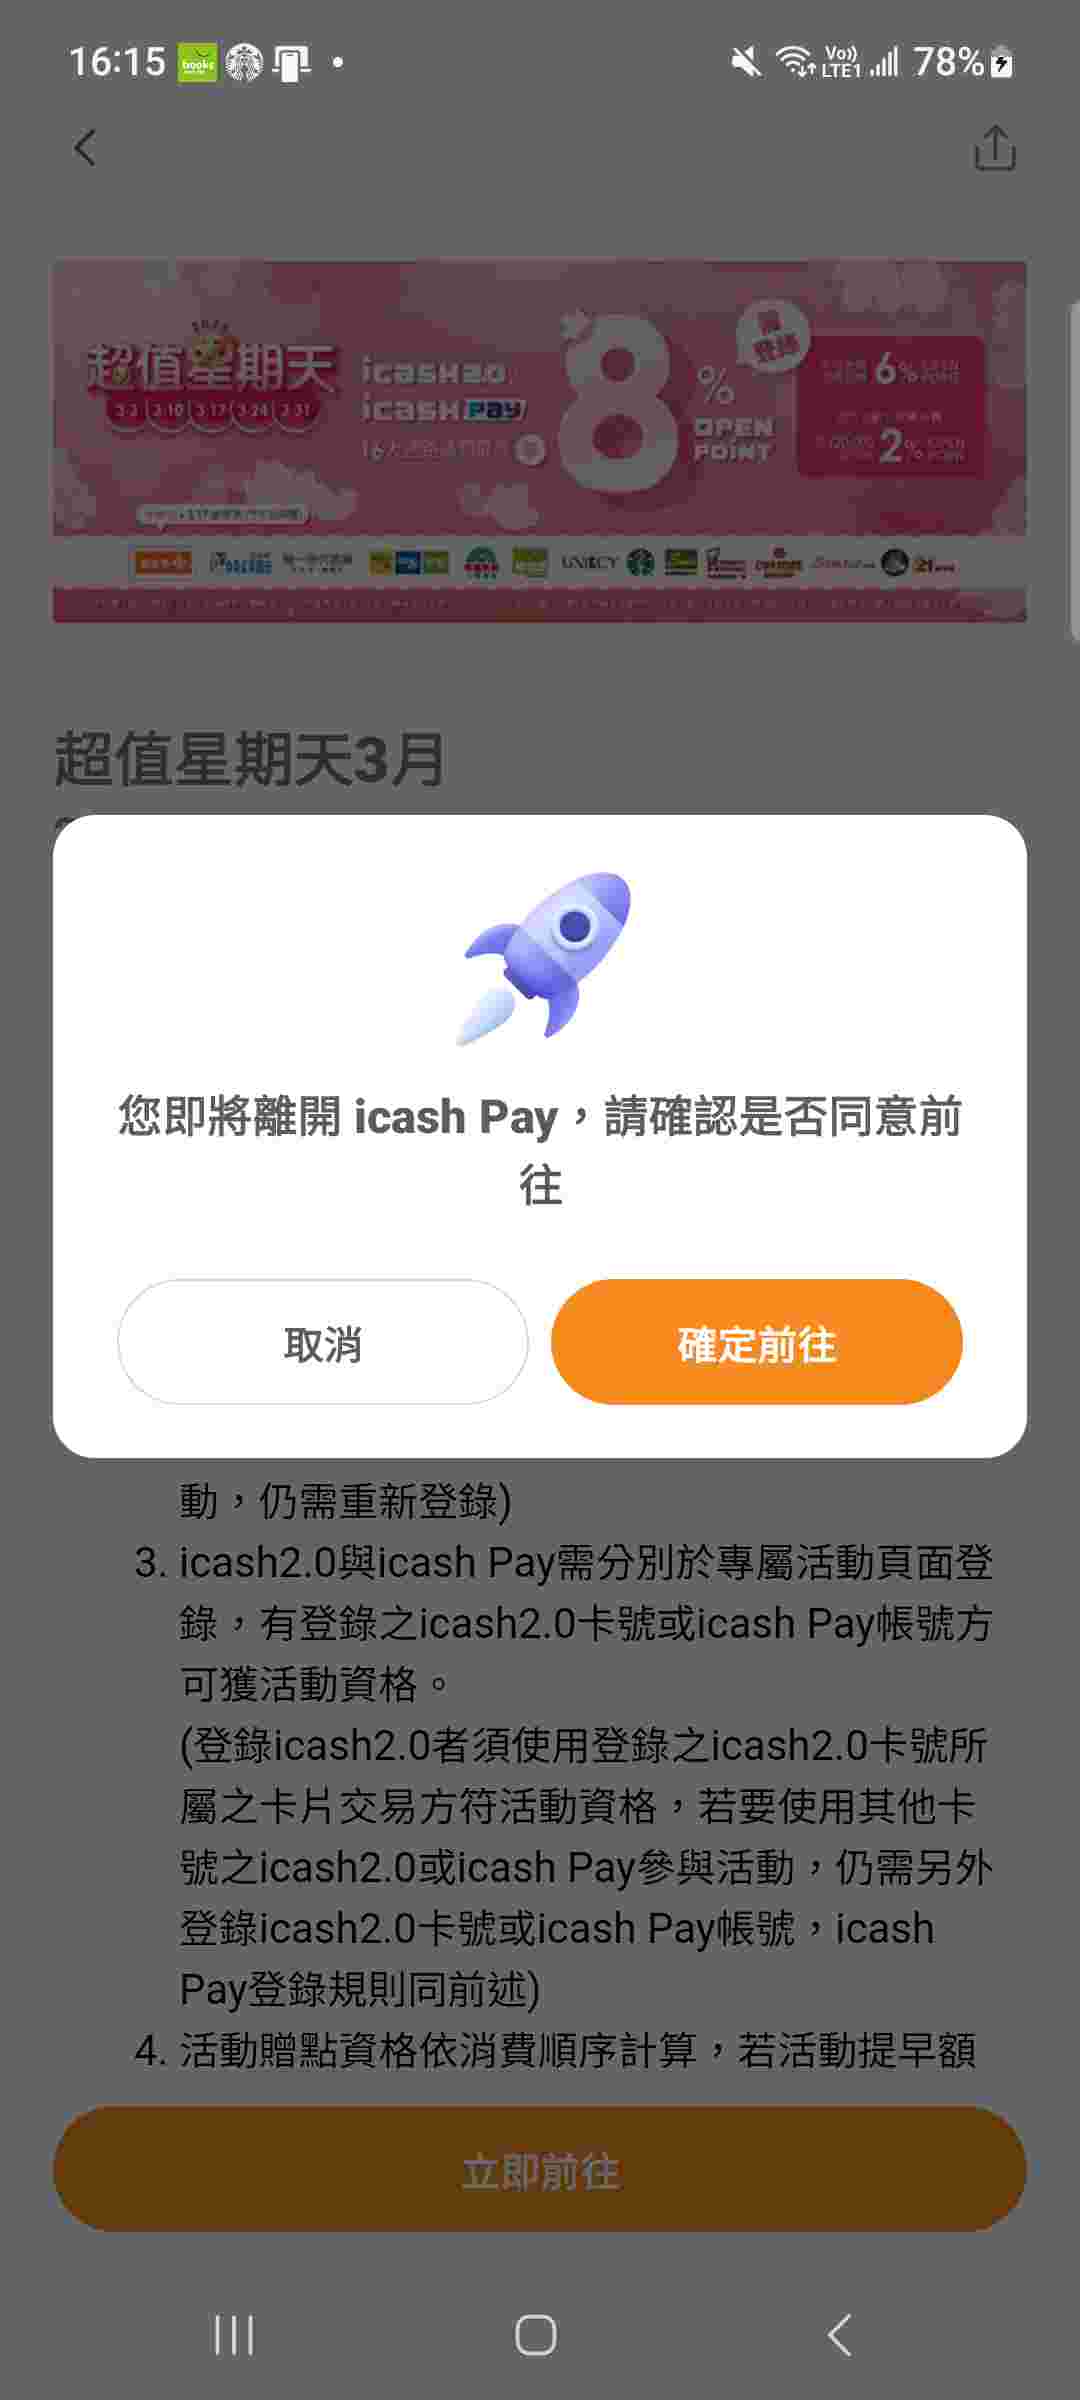 16:15
books
Vo))
LTE1
78%
超值星期天
3.3 3.10 3.17 3.24 3.31
icash2.0
icash Pay
8
%
OPEN
POINT
6%
2%
UNIKCY
21
超值星期天3月
您即將離開 icash Pay，請確認是否同意前
往
取消
確定前往
動，仍需重新登錄)
3. icash2.0與icash Pay需分別於專屬活動頁面登
錄，有登錄之icash2.0卡號或icash Pay帳號方
可獲活動資格。
(登錄icash2.0者須使用登錄之icash2.0卡號所
屬之卡片交易方符活動資格，若要使用其他卡
號之icash2.0或icash Pay參與活動，仍需另外
登錄icash2.0卡號或icash Pay帳號，icash
Pay登錄規則同前述)
4. 活動贈點資格依消費順序計算，若活動提早額
立即前往